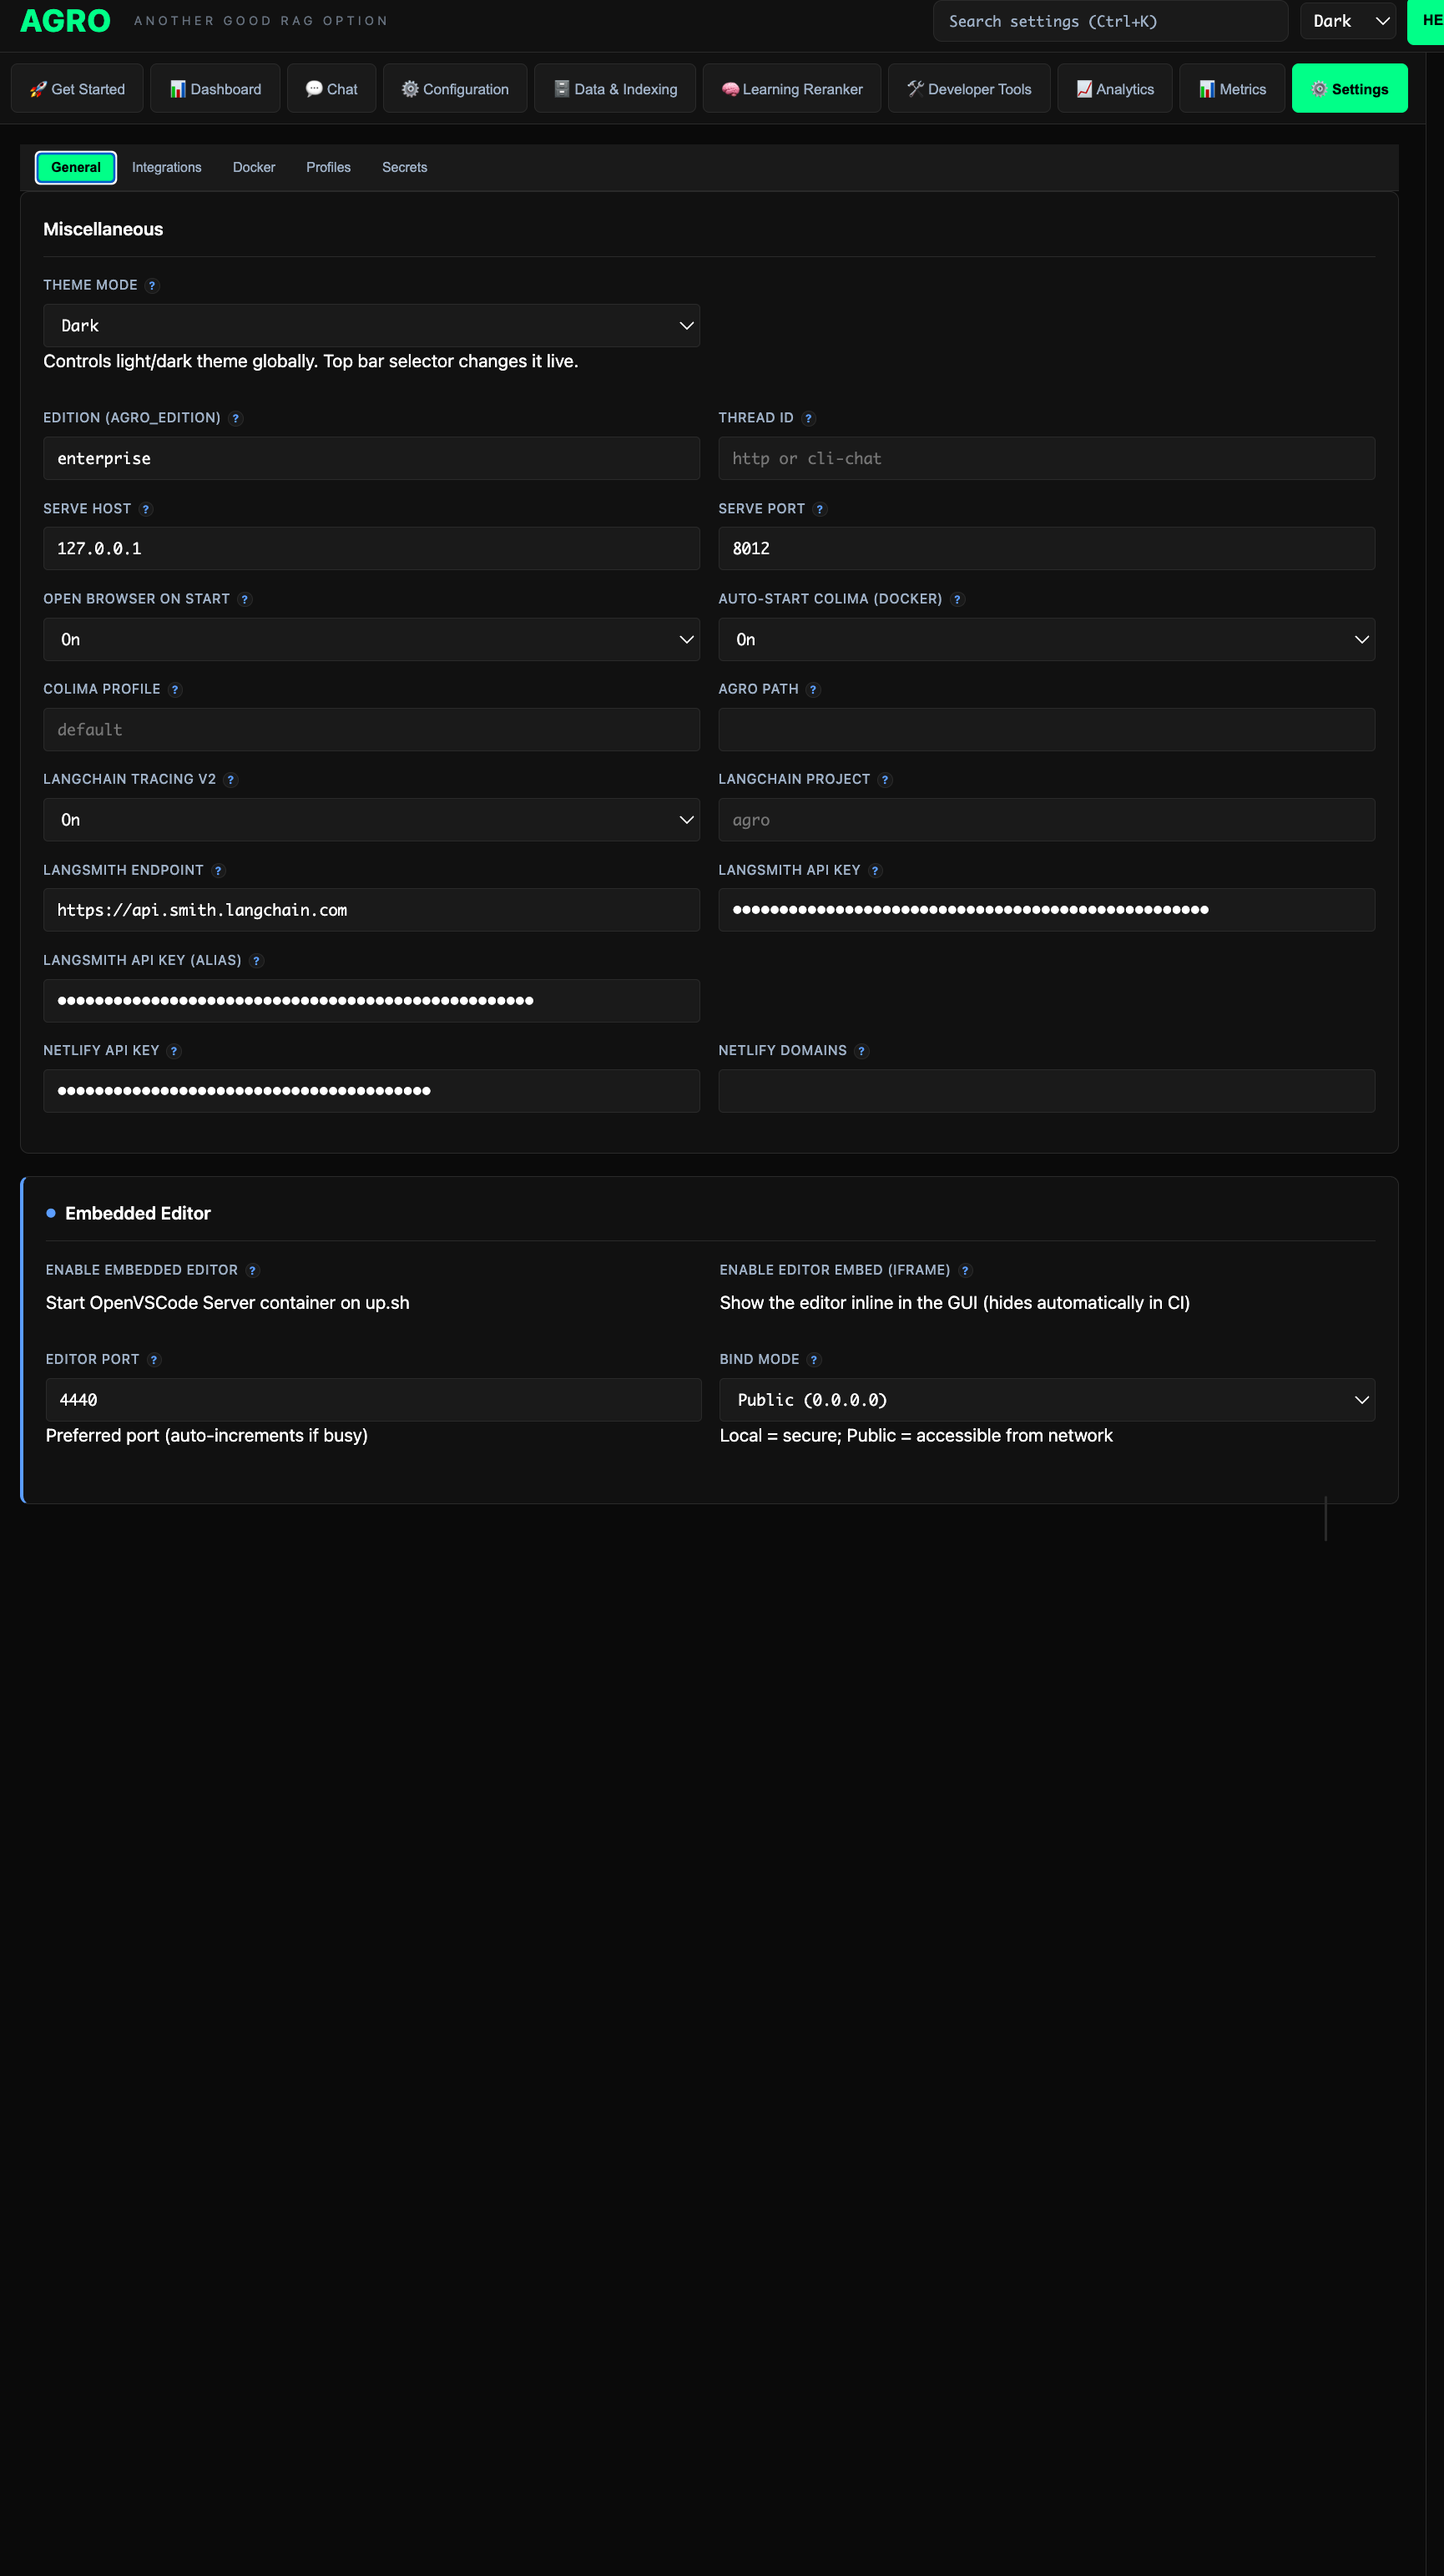 AGRO ANOTHER GOOD RAG OPTION Search settings (Ctrl+K) Dark HE
🚀 Get Started 📊 Dashboard 💬 Chat ⚙️ Configuration 🗄️ Data & Indexing 🧠 Learning Reranker 🛠️ Developer Tools 📈 Analytics 📊 Metrics ⚙️ Settings
General Integrations Docker Profiles Secrets
Miscellaneous
THEME MODE ?
Dark
Controls light/dark theme globally. Top bar selector changes it live.
EDITION (AGRO_EDITION) ? THREAD ID ?
enterprise http or cli-chat
SERVE HOST ? SERVE PORT ?
127.0.0.1 8012
OPEN BROWSER ON START ? AUTO-START COLIMA (DOCKER) ?
On On
COLIMA PROFILE ? AGRO PATH ?
default
LANGCHAIN TRACING V2 ? LANGCHAIN PROJECT ?
On agro
LANGSMITH ENDPOINT ? LANGSMITH API KEY ?
https://api.smith.langchain.com
LANGSMITH API KEY (ALIAS) ?
NETLIFY API KEY ? NETLIFY DOMAINS ?
Embedded Editor
ENABLE EMBEDDED EDITOR ? ENABLE EDITOR EMBED (IFRAME) ?
Start OpenVSCode Server container on up.sh Show the editor inline in the GUI (hides automatically in CI)
EDITOR PORT ? BIND MODE ?
4440 Public (0.0.0.0)
Preferred port (auto-increments if busy) Local = secure; Public = accessible from network